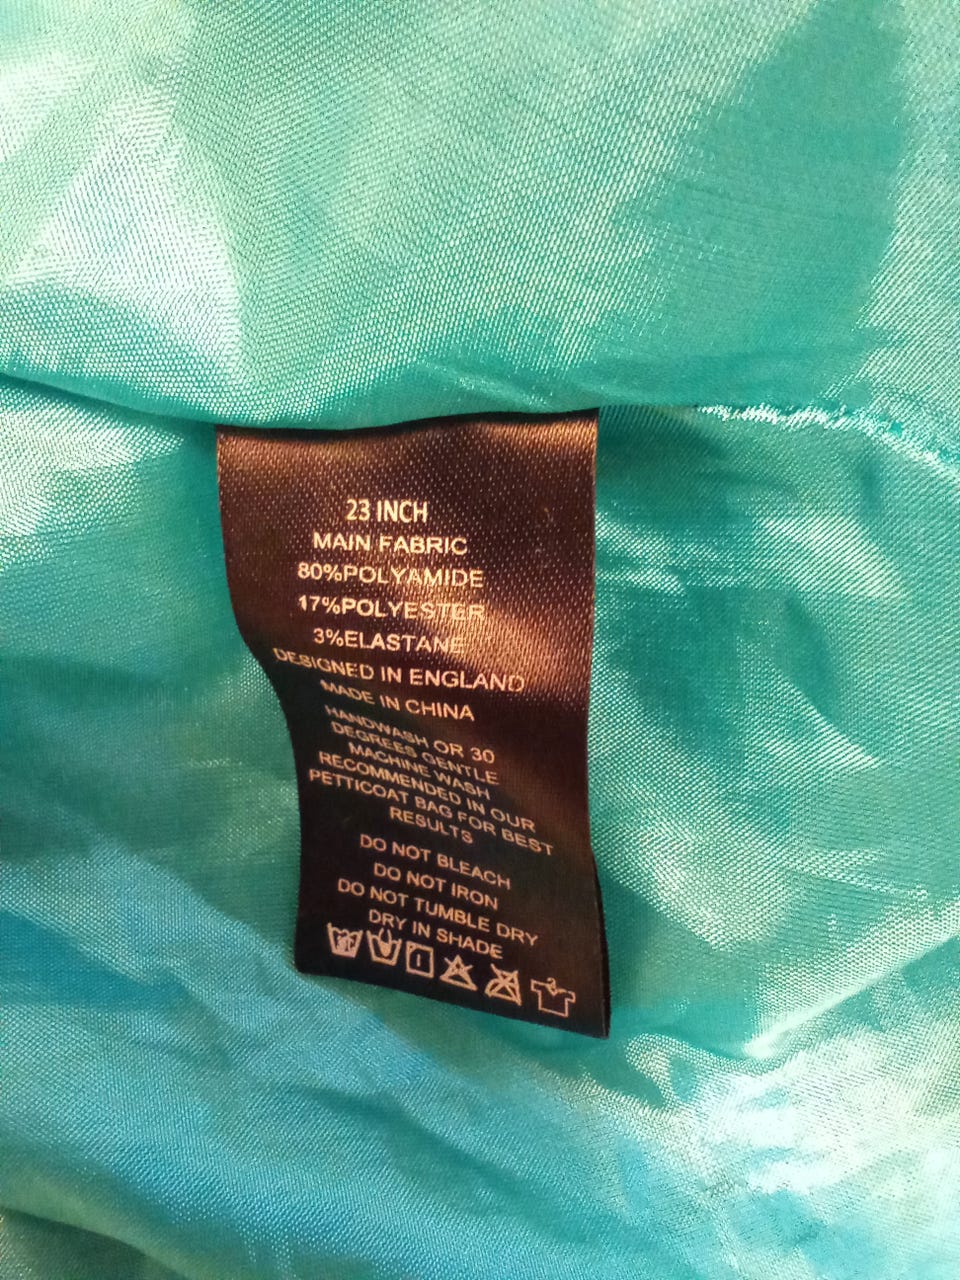 23 INCH
MAIN FABRIC
80%POLYAMIDE
17%POLYESTER
3%ELASTANE
DESIGNED IN ENGLAND
MADE IN CHINA
HANDWASH OR 30
DEGREES GENTLE
MACHINE WASH
RECOMMENDED IN OUR
PETTICOAT BAG FOR BEST
RESULTS
DO NOT BLEACH
DO NOT IRON
DO NOT TUMBLE DRY
DRY IN SHADE